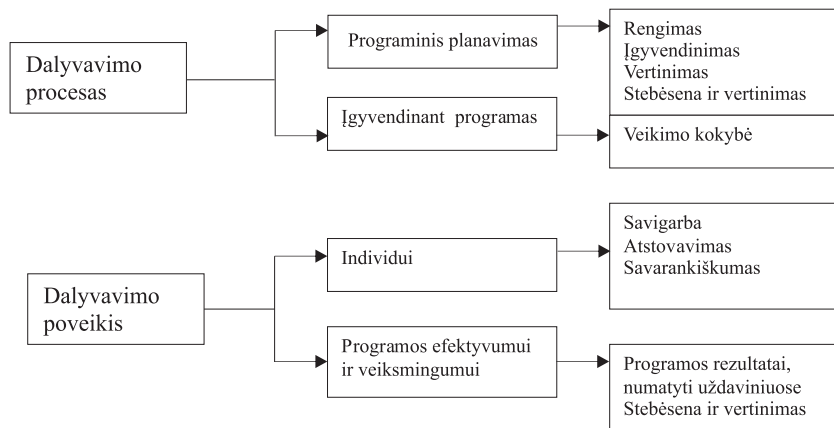 Dalyvavimo
procesas
Programinis planavimas
Rengimas
Įgyvendinimas
Vertinimas
Stebėsena ir vertinimas
Įgyvendinant programas
Veikimo kokybė
Dalyvavimo
poveikis
Individui
Savigarba
Atstovavimas
Savarankiškumas
Programos efektyvumui
ir veiksmingumui
Programos rezultatai,
numatyti uždaviniuose
Stebėsena ir vertinimas